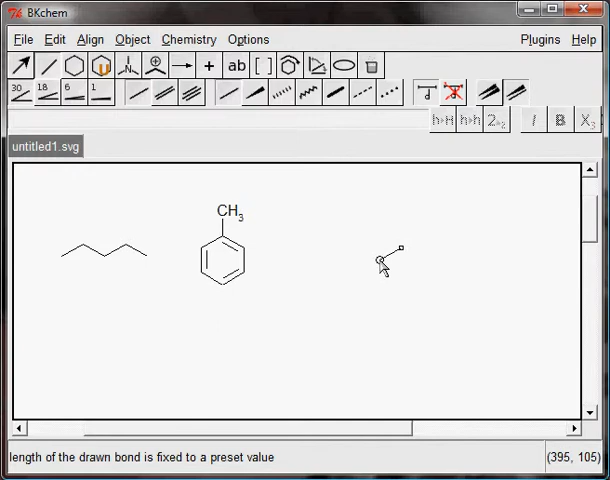 BKchem
File Edit Align Object Chemistry Options Plugins Help
N + ab [ ]
30 18 6 1
I B X₂
untitled1.svg
CH₃
length of the drawn bond is fixed to a preset value (395, 105)